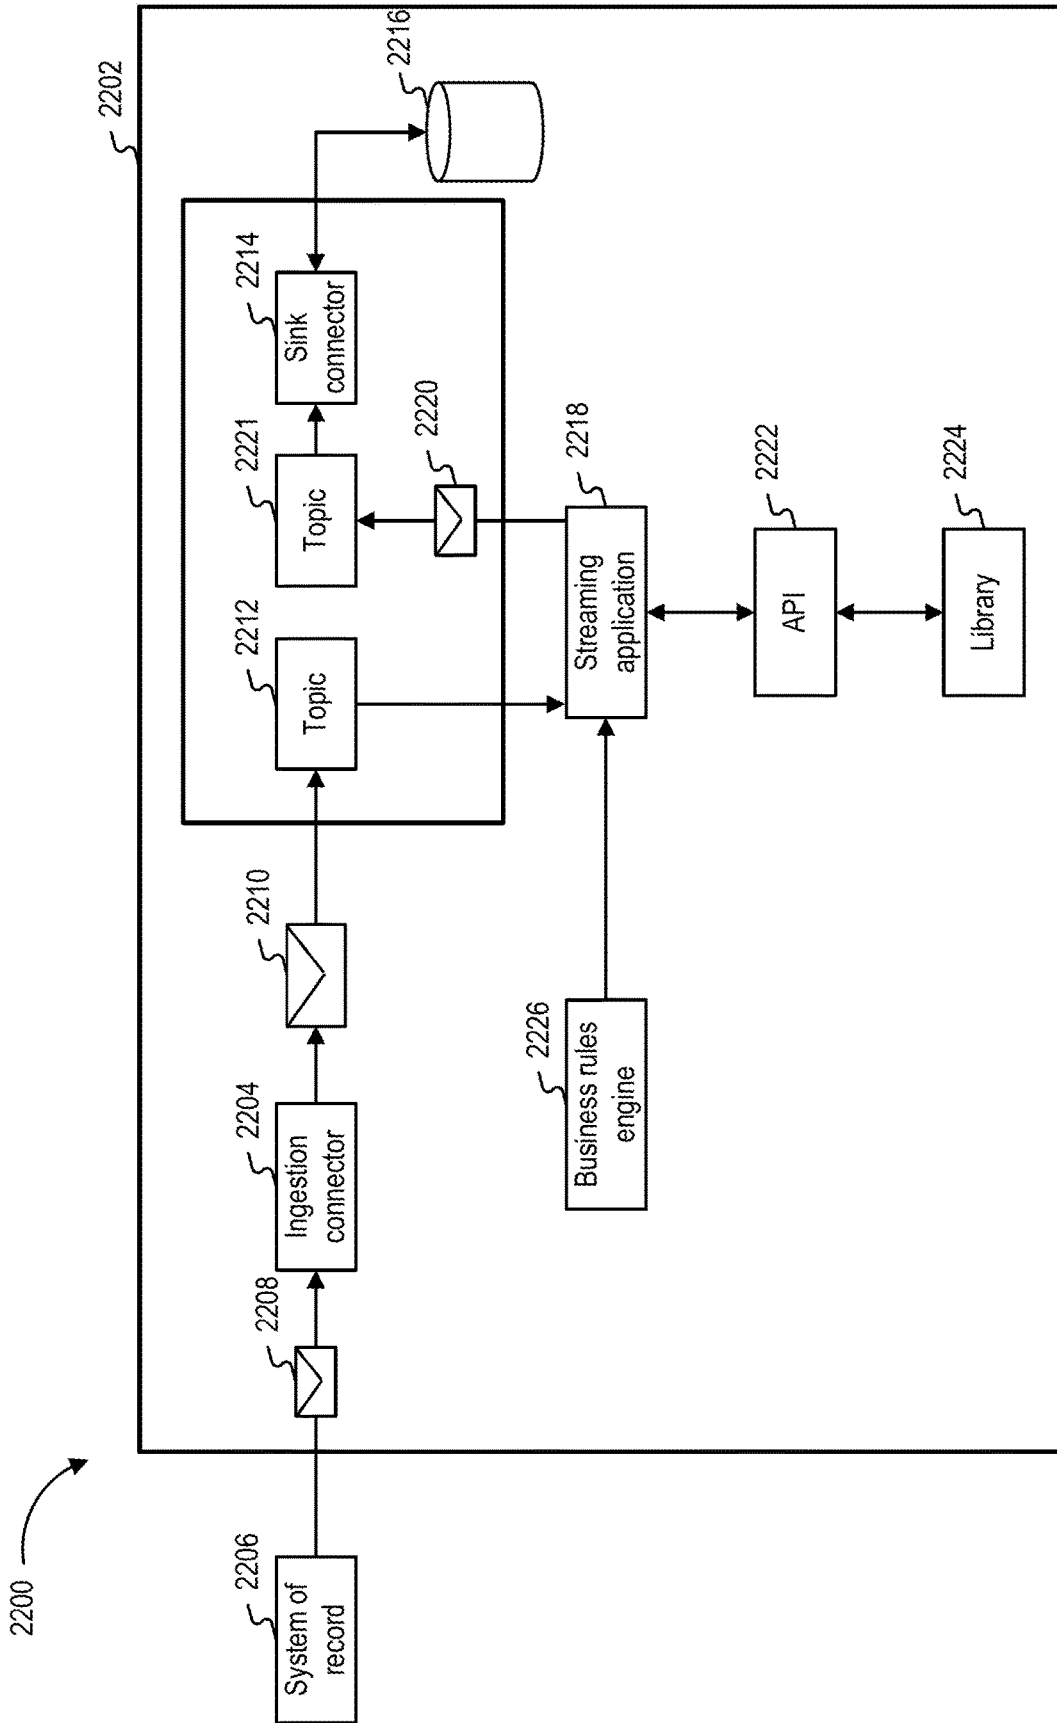 2200
2202
2206
System of
record
2208
2204
Ingestion
connector
2210
2212
Topic
2221
Topic
2214
Sink
connector
2216
2220
2226
Business rules
engine
2218
Streaming
application
2222
API
2224
Library